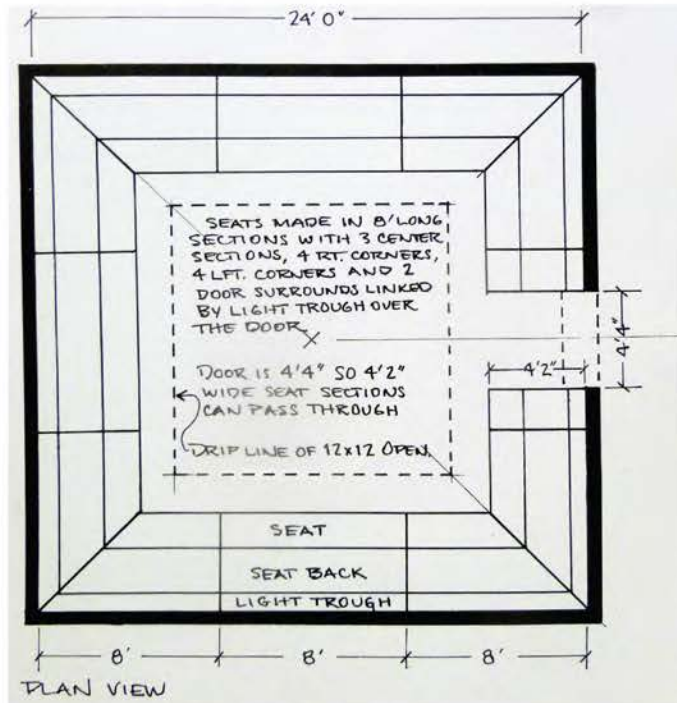 24' 0"
SEATS MADE IN 8' LONG
SECTIONS WITH 3 CENTER
SECTIONS, 4 RT. CORNERS,
4 LFT. CORNERS AND 2
DOOR SURROUNDS LINKED
BY LIGHT TROUGH OVER
THE DOOR.
DOOR IS 4'4" SO 4'2"
WIDE SEAT SECTIONS
CAN PASS THROUGH
DRIP LINE OF 12x12 OPEN.
4'2"
4'4"
SEAT
SEAT BACK
LIGHT TROUGH
8' 8' 8'
PLAN VIEW